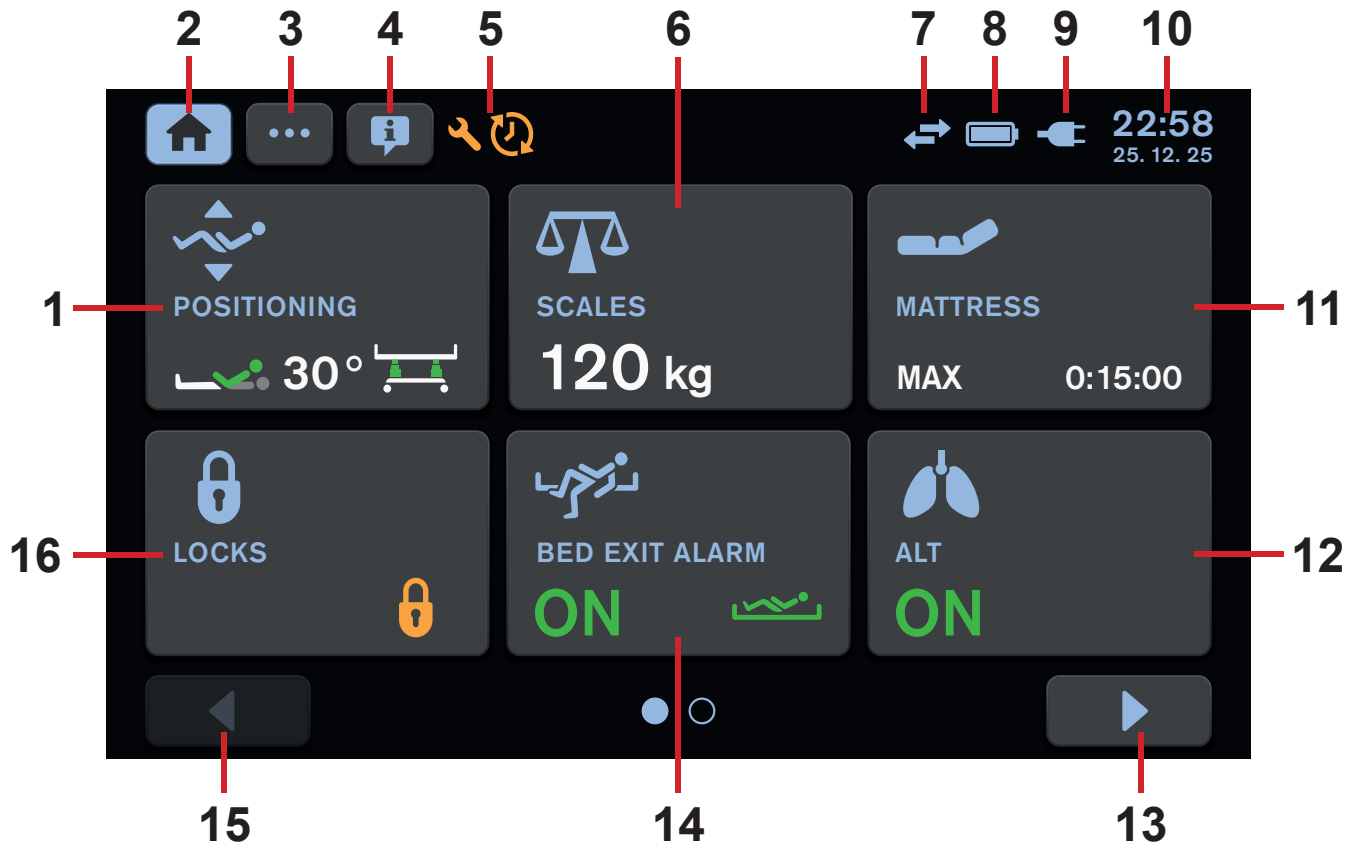 2 3 4 5 6 7 8 9 10
22:58
25. 12. 25
1
POSITIONING
30°
SCALES
120 kg
MATTRESS
MAX 0:15:00
11
16
LOCKS
BED EXIT ALARM
ON
ALT
ON
12
15 14 13